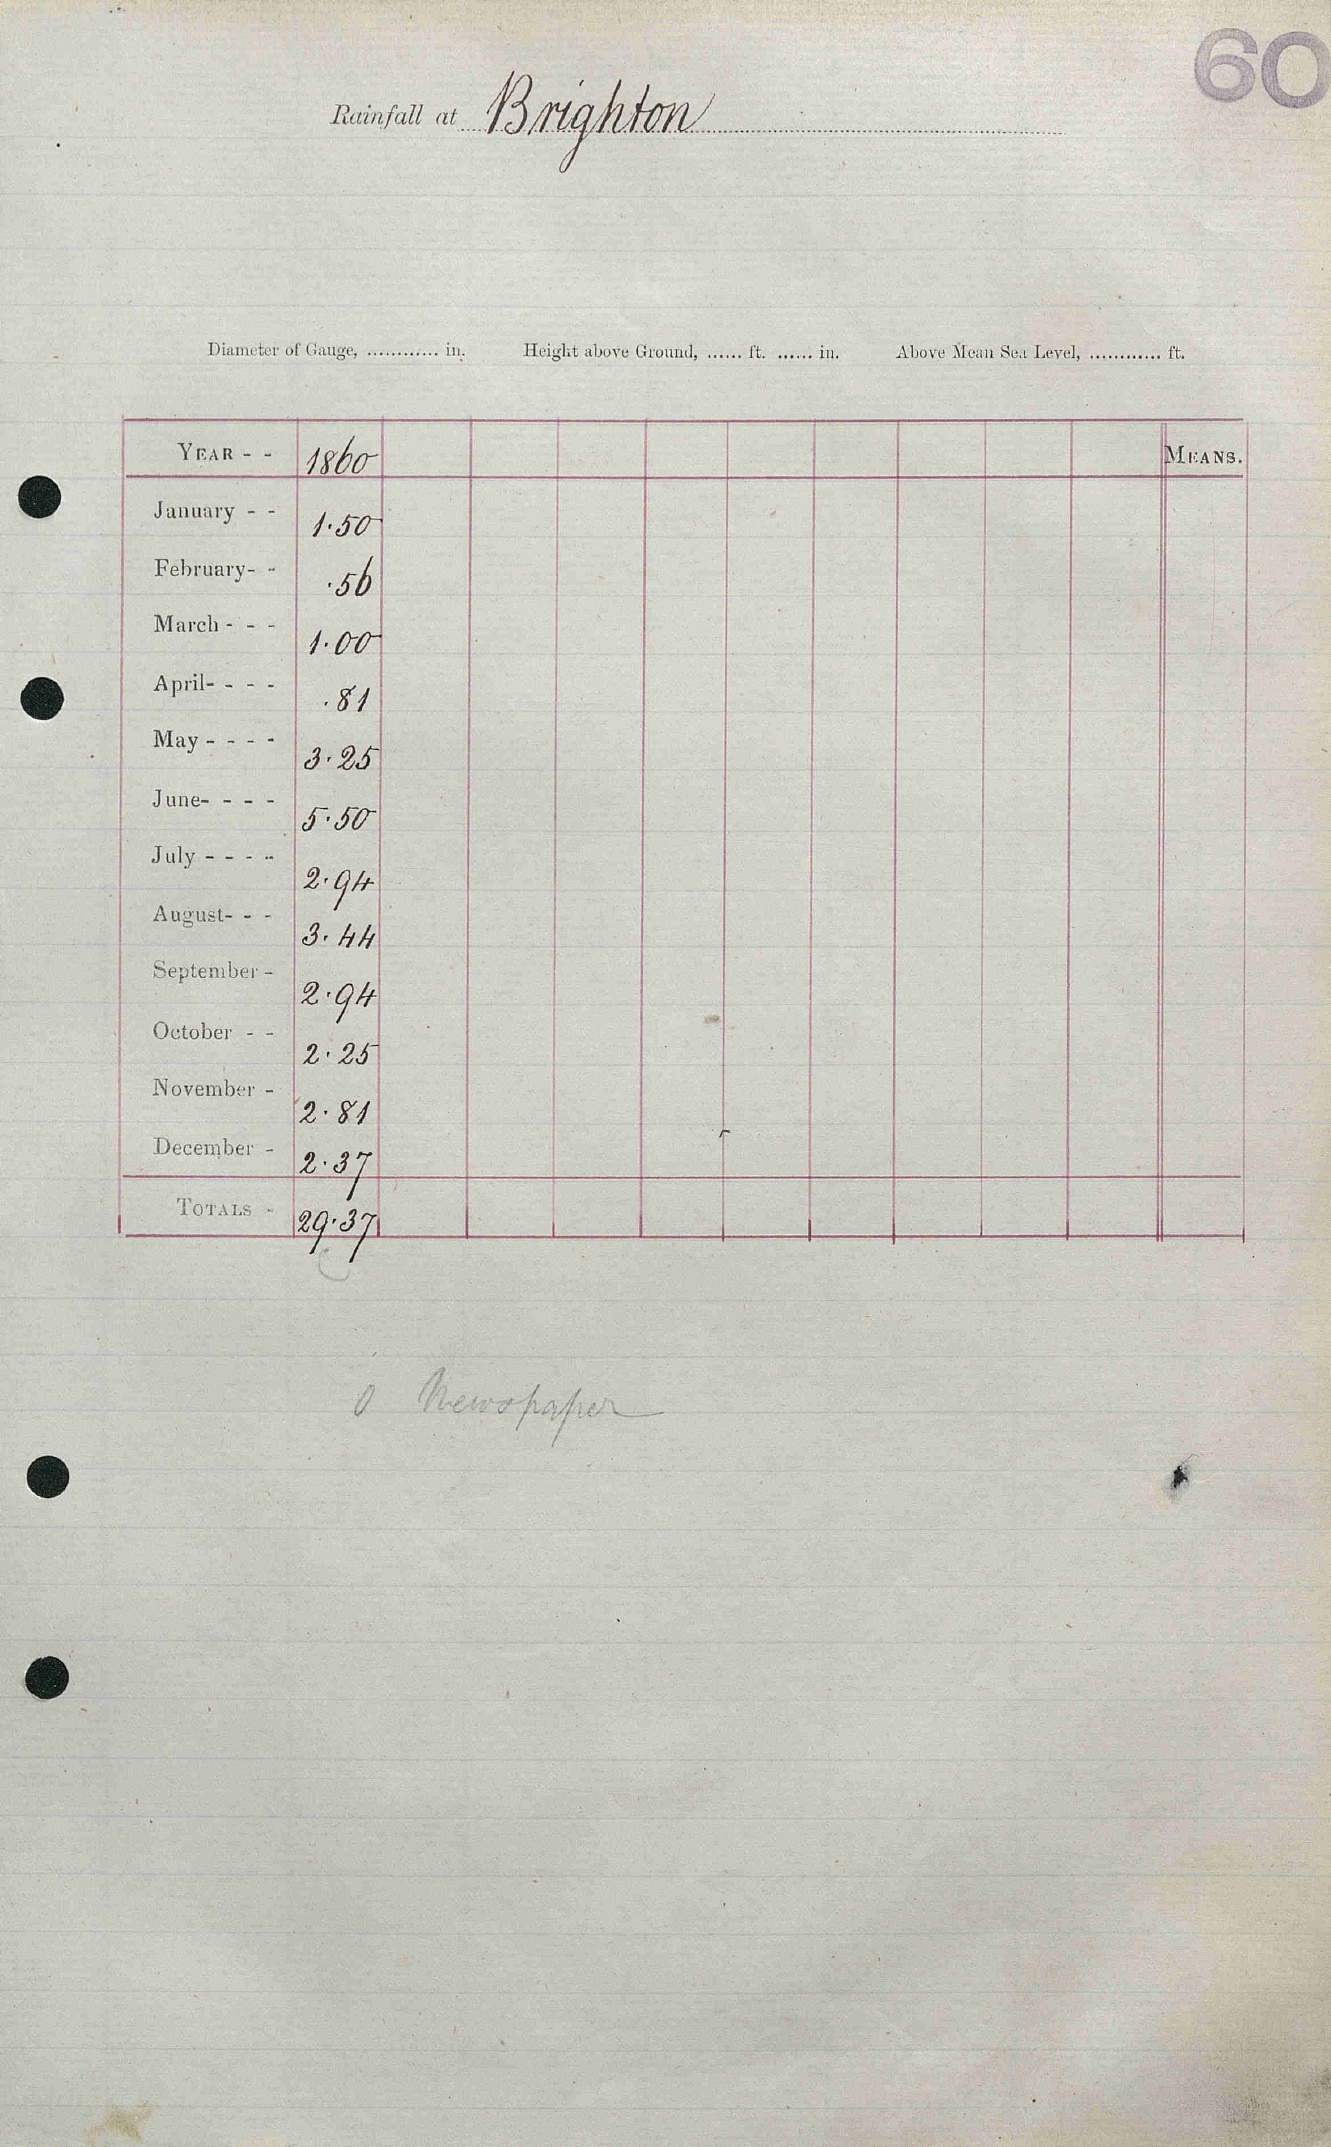 60
Rainfall at Brighton
Diameter of Gauge, ............ in. Height above Ground, ...... ft. ...... in. Above Mean Sea Level, ............ ft.
YEAR - - 1860 MEANS.
January - - 1.50
February - - .56
March - - - 1.00
April - - - - .81
May - - - - 3.25
June - - - - 5.50
July - - - - 2.94
August - - - 3.44
September - 2.94
October - - 2.25
November - 2.81
December - 2.37
TOTALS - 29.37
0 Newspaper